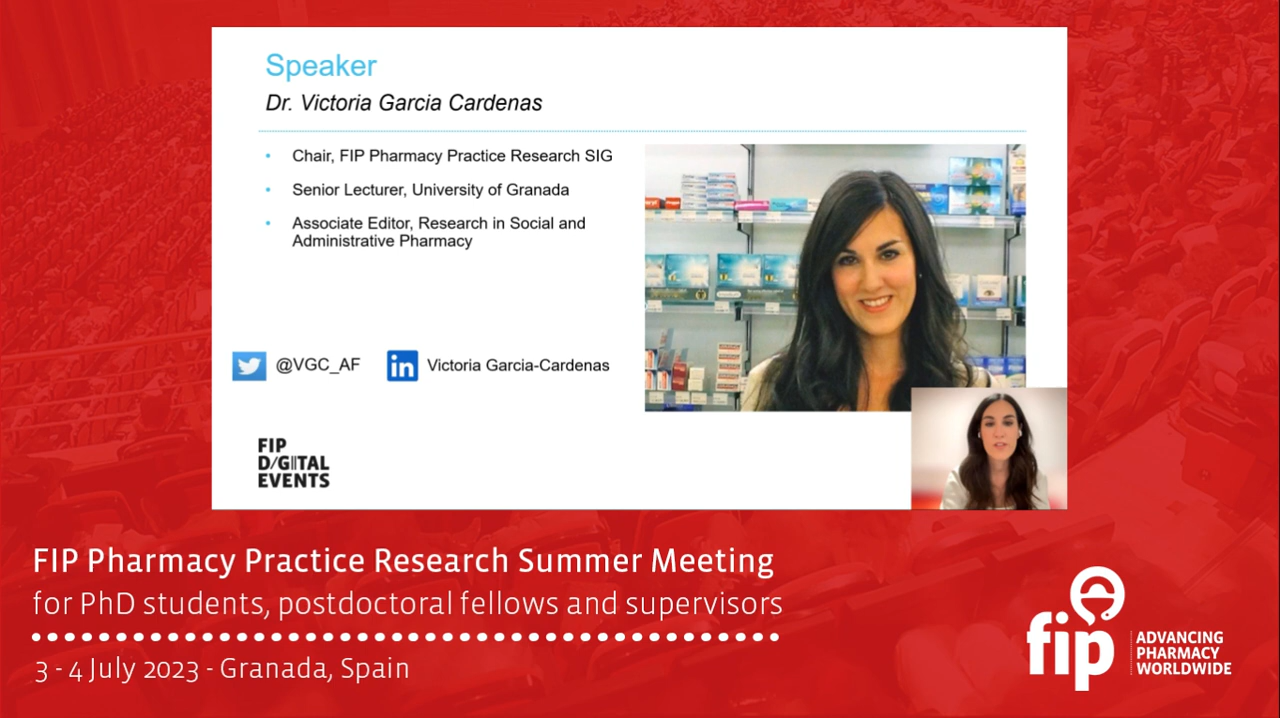 Speaker
Dr. Victoria Garcia Cardenas
• Chair, FIP Pharmacy Practice Research SIG
• Senior Lecturer, University of Granada
• Associate Editor, Research in Social and
Administrative Pharmacy
@VGC_AF
in Victoria Garcia-Cardenas
FIP
D/GITAL
EVENTS
FIP Pharmacy Practice Research Summer Meeting
for PhD students, postdoctoral fellows and supervisors
3 - 4 July 2023 - Granada, Spain
fip
ADVANCING
PHARMACY
WORLDWIDE